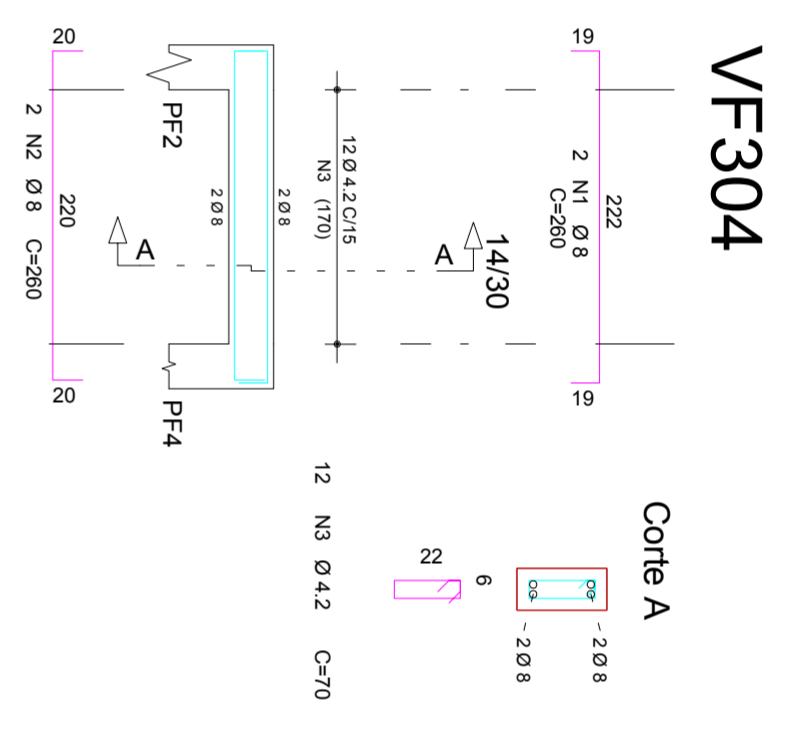 VF304
19
222
19
2 N1 Ø 8
C=260
14/30
A
A
12 Ø 4.2 C/15
N3 (170)
2 Ø 8
2 Ø 8
PF2
PF4
20
220
20
2 N2 Ø 8 C=260
Corte A
2 Ø 8
2 Ø 8
6
22
12 N3 Ø 4.2 C=70